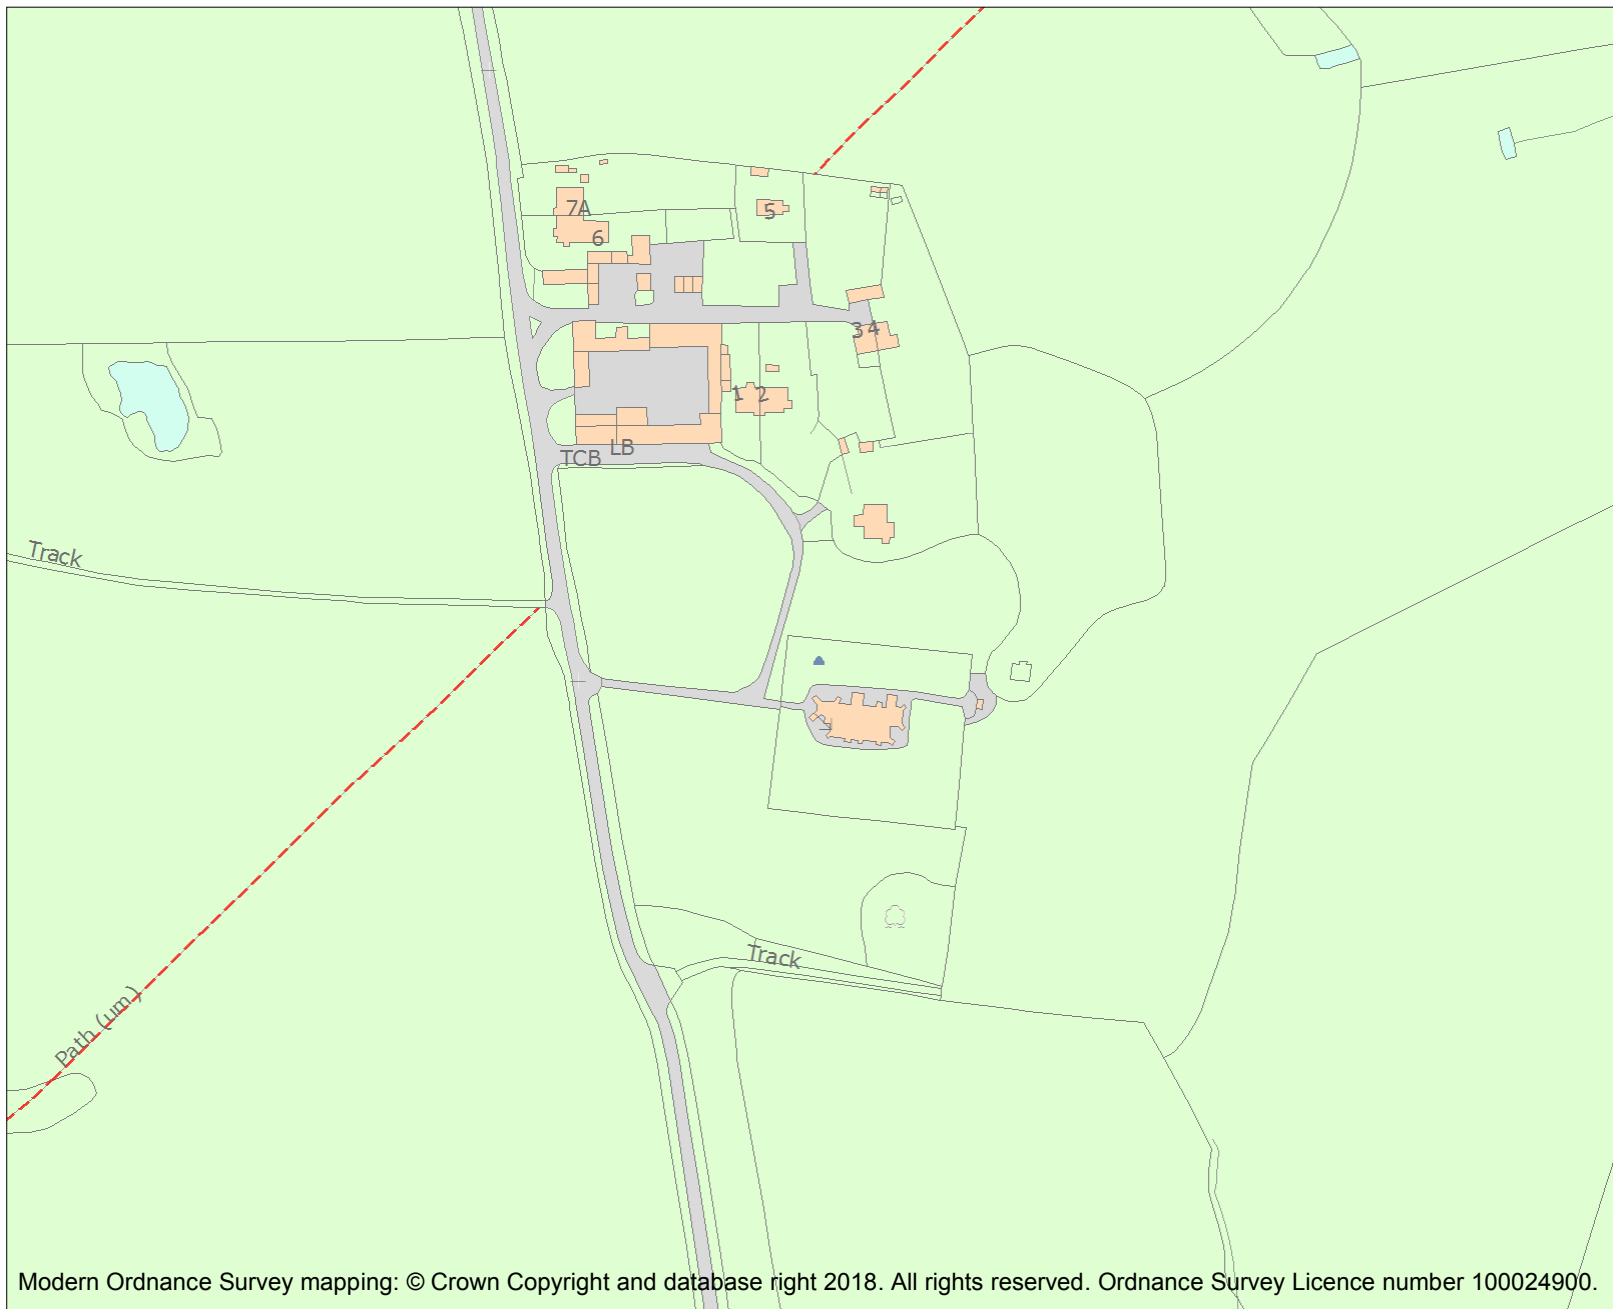 7A
5
6
3 4
1 2
LB
TCB
Track
Track
Path (um)
Modern Ordnance Survey mapping: © Crown Copyright and database right 2018. All rights reserved. Ordnance Survey Licence number 100024900.